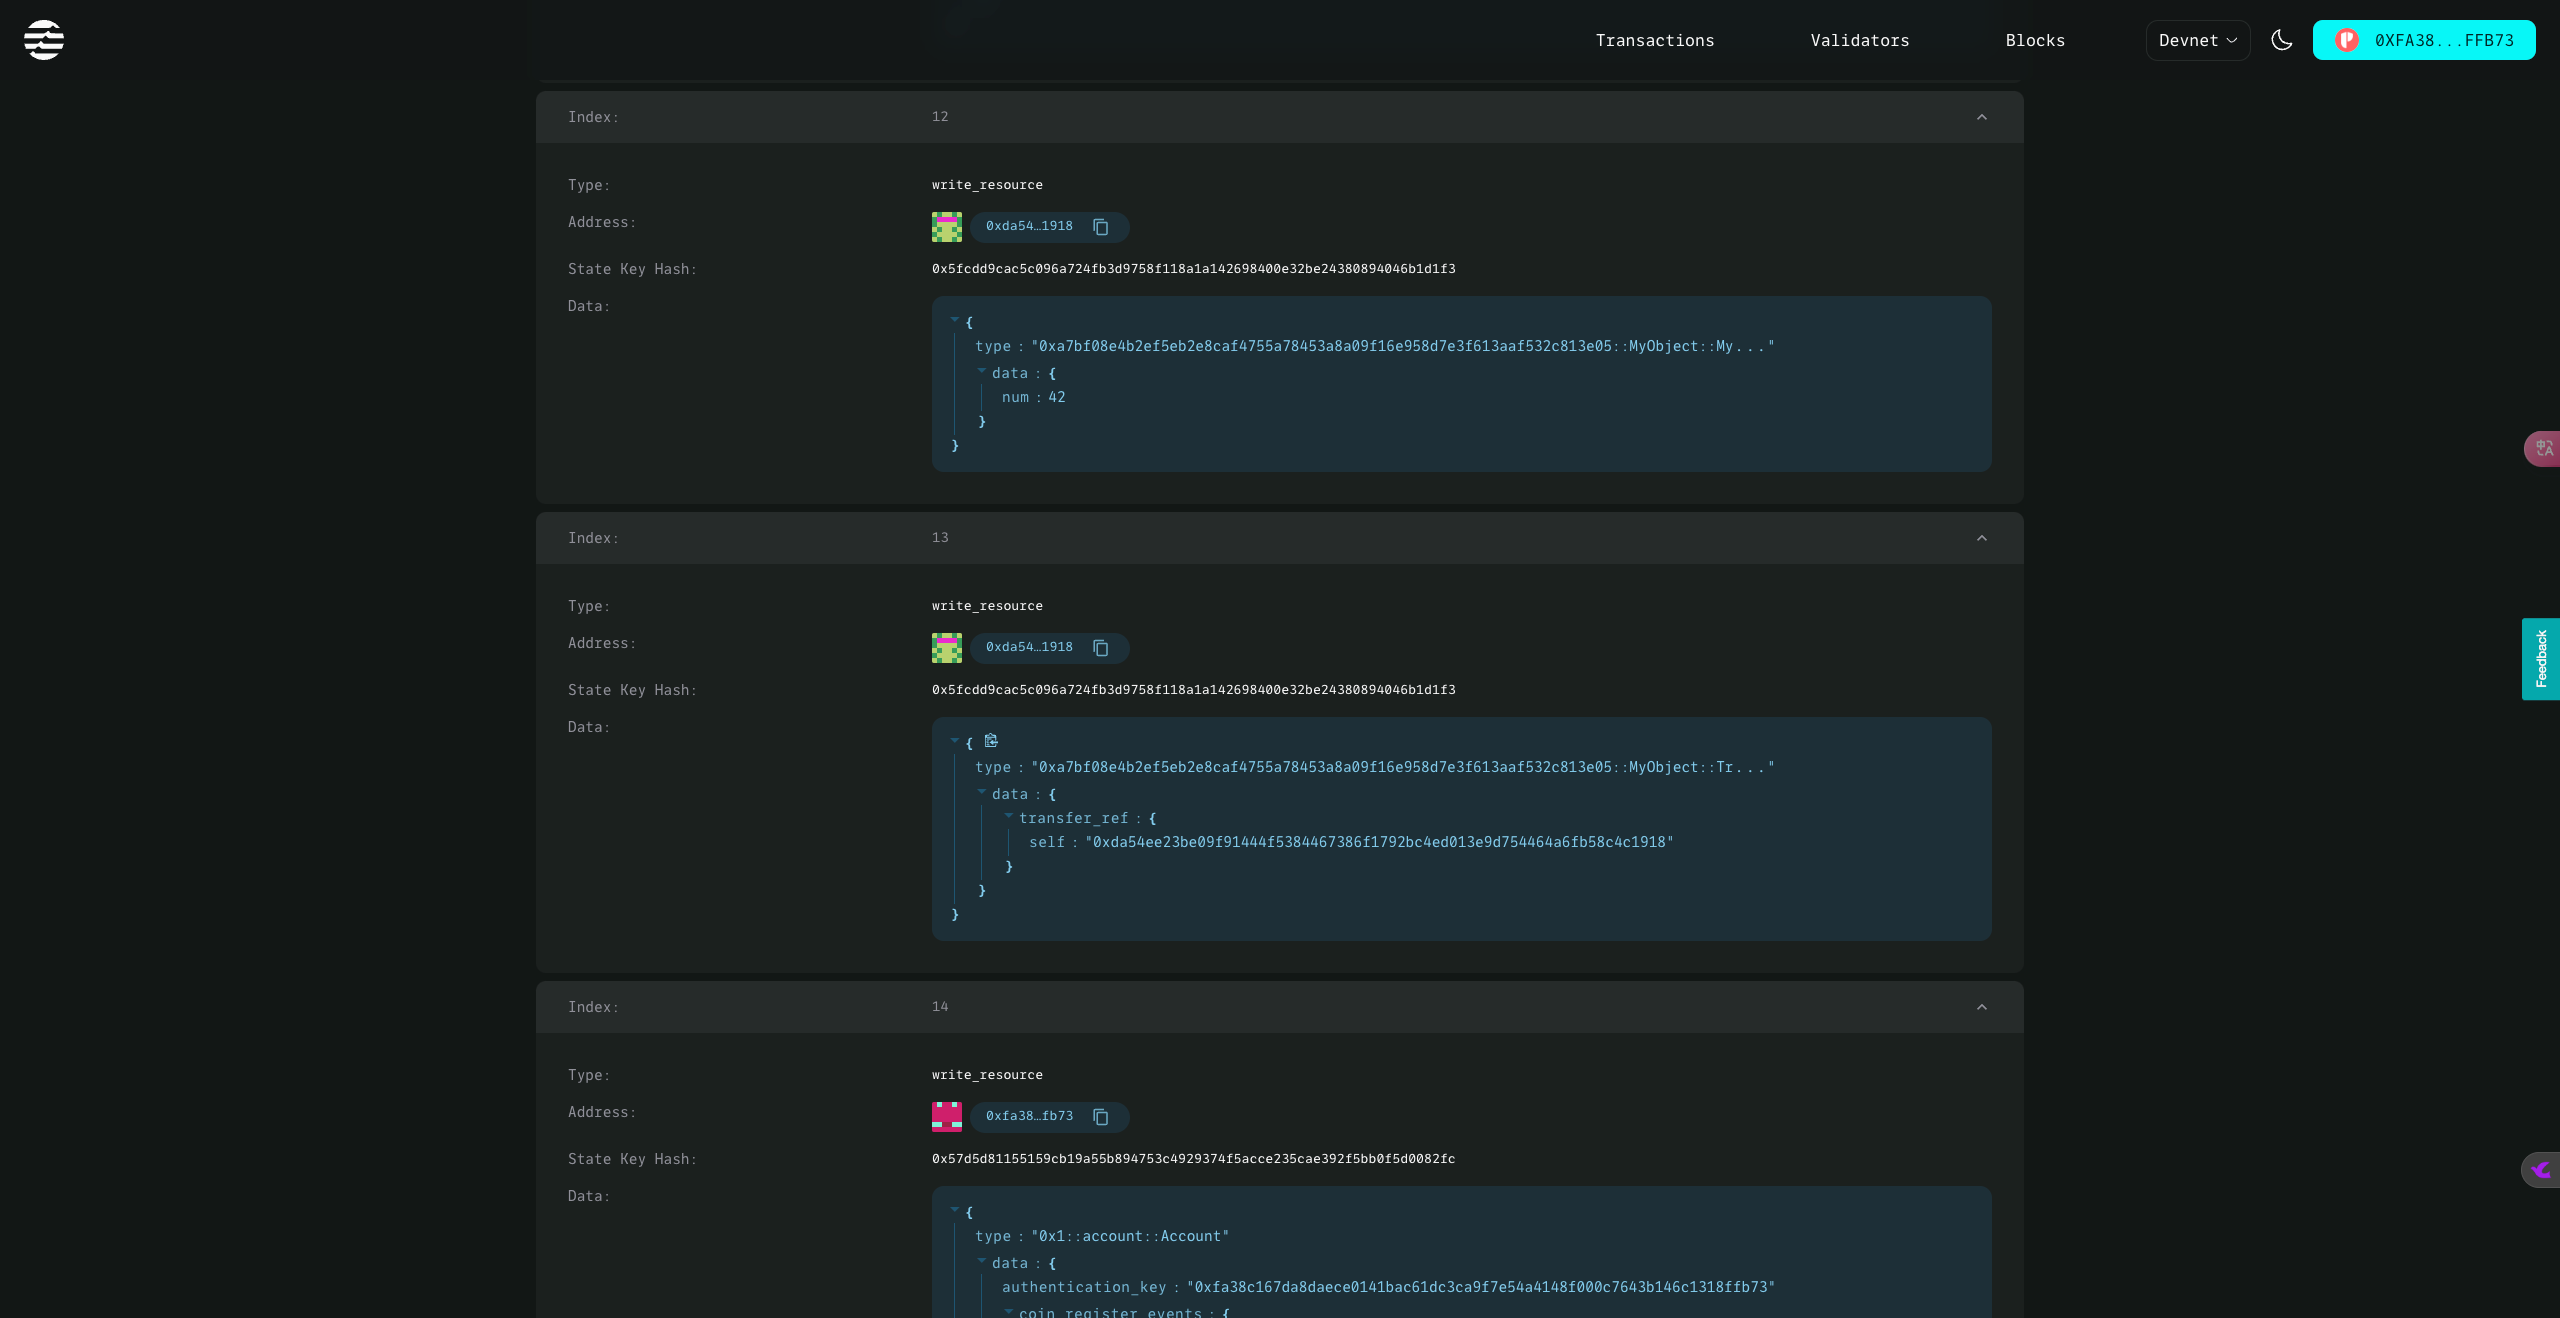 Transactions
Validators
Blocks
Devnet
0XFA38...FFB73
Index: 12
Type: write_resource
Address: 0xda54…1918
State Key Hash: 0x5fcdd9cac5c096a724fb3d9758f118a1a142698400e32be24380894046b1d1f3
Data:
{
type : "0xa7bf08e4b2ef5eb2e8caf4755a78453a8a09f16e958d7e3f613aaf532c813e05::MyObject::My..."
data : {
num : 42
}
}
Index: 13
Type: write_resource
Address: 0xda54…1918
State Key Hash: 0x5fcdd9cac5c096a724fb3d9758f118a1a142698400e32be24380894046b1d1f3
Data:
{
type : "0xa7bf08e4b2ef5eb2e8caf4755a78453a8a09f16e958d7e3f613aaf532c813e05::MyObject::Tr..."
data : {
transfer_ref : {
self : "0xda54ee23be09f91444f5384467386f1792bc4ed013e9d754464a6fb58c4c1918"
}
}
}
Feedback
Index: 14
Type: write_resource
Address: 0xfa38…fb73
State Key Hash: 0x57d5d81155159cb19a55b894753c4929374f5acce235cae392f5bb0f5d0082fc
Data:
{
type : "0x1::account::Account"
data : {
authentication_key : "0xfa38c167da8daece0141bac61dc3ca9f7e54a4148f000c7643b146c1318ffb73"
coin_register_events : {